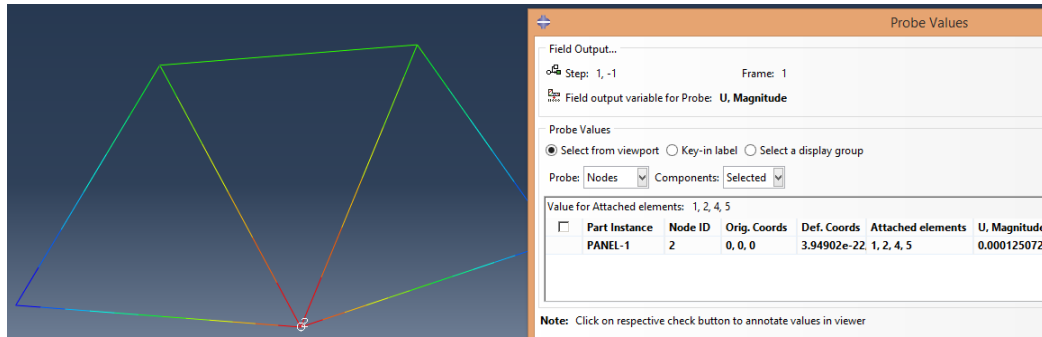 Probe Values
Field Output...
Step: 1, -1 Frame: 1
Field output variable for Probe: U, Magnitude
Probe Values
Select from viewport Key-in label Select a display group
Probe: Nodes Components: Selected
Value for Attached elements: 1, 2, 4, 5
Part Instance Node ID Orig. Coords Def. Coords Attached elements U, Magnitude
PANEL-1 2 0, 0, 0 3.94902e-22, 1, 2, 4, 5 0.000125072
Note: Click on respective check button to annotate values in viewer
2